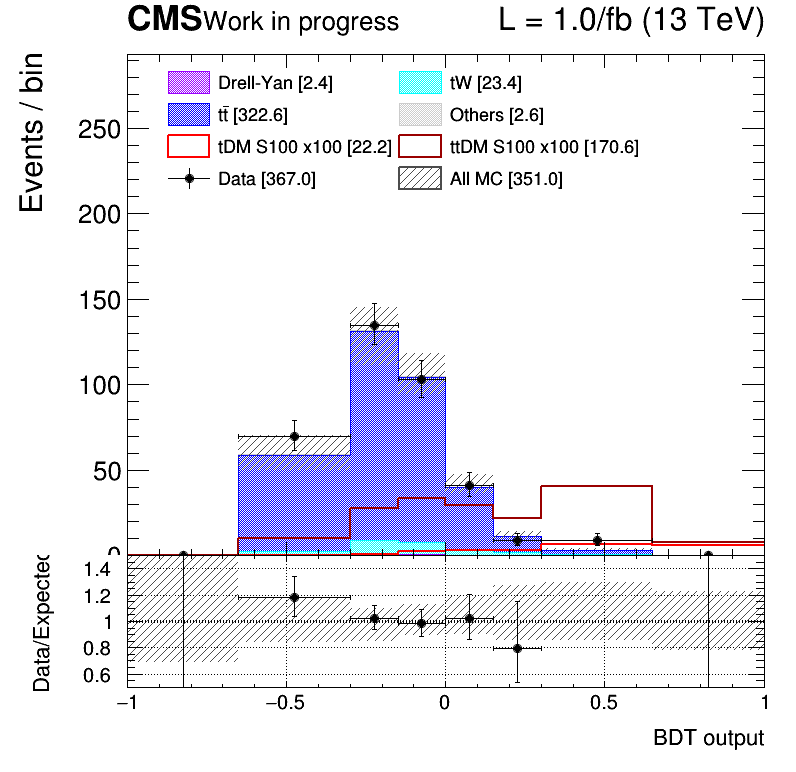 CMS Work in progress L = 1.0/fb (13 TeV)
Events / bin
Drell-Yan [2.4] tW [23.4]
tt̄ [322.6] Others [2.6]
tDM S100 x100 [22.2] ttDM S100 x100 [170.6]
Data [367.0] All MC [351.0]
250
200
150
100
50
0
Data/Expected
1.4
1.2
1
0.8
0.6
−1 −0.5 0 0.5 1
BDT output